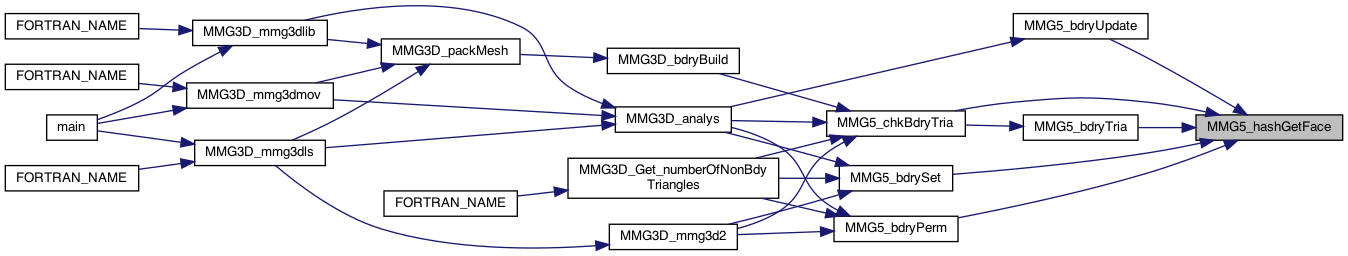 FORTRAN_NAME
MMG3D_mmg3dlib
MMG5_bdryUpdate
MMG3D_packMesh
MMG3D_bdryBuild
FORTRAN_NAME
MMG3D_mmg3dmov
main
MMG3D_analys
MMG5_chkBdryTria
MMG5_bdryTria
MMG5_hashGetFace
MMG3D_mmg3dls
FORTRAN_NAME
MMG3D_Get_numberOfNonBdy
Triangles
MMG5_bdrySet
FORTRAN_NAME
MMG3D_mmg3d2
MMG5_bdryPerm